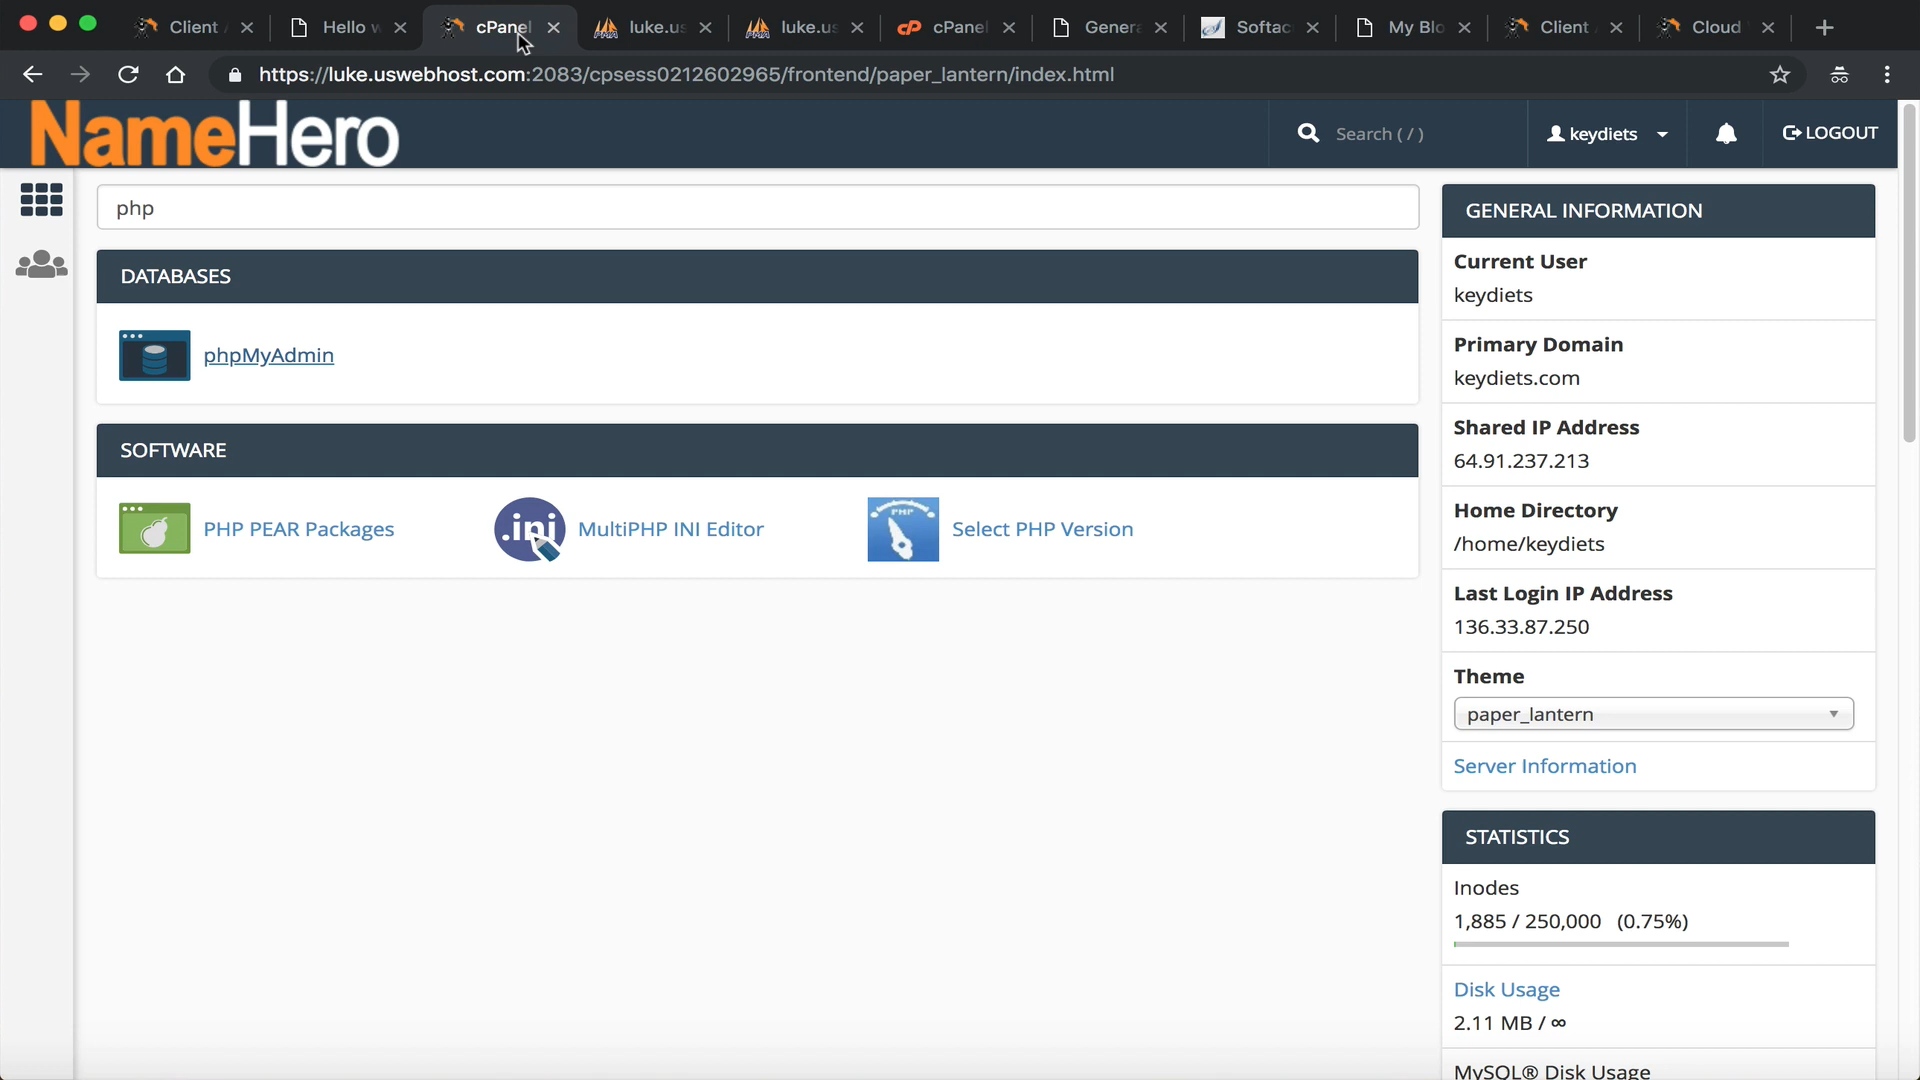 Client
Hello w
cPanel
luke.us
luke.us
cPanel
Genera
Softac
My Blo
Client
Cloud
https://luke.uswebhost.com:2083/cpsess0212602965/frontend/paper_lantern/index.html
NameHero
Search ( / )
keydiets
LOGOUT
php
DATABASES
phpMyAdmin
SOFTWARE
PHP PEAR Packages
.ini
MultiPHP INI Editor
PHP
Select PHP Version
GENERAL INFORMATION
Current User
keydiets
Primary Domain
keydiets.com
Shared IP Address
64.91.237.213
Home Directory
/home/keydiets
Last Login IP Address
136.33.87.250
Theme
paper_lantern
Server Information
STATISTICS
Inodes
1,885 / 250,000 (0.75%)
Disk Usage
2.11 MB / ∞
MySQL® Disk Usage